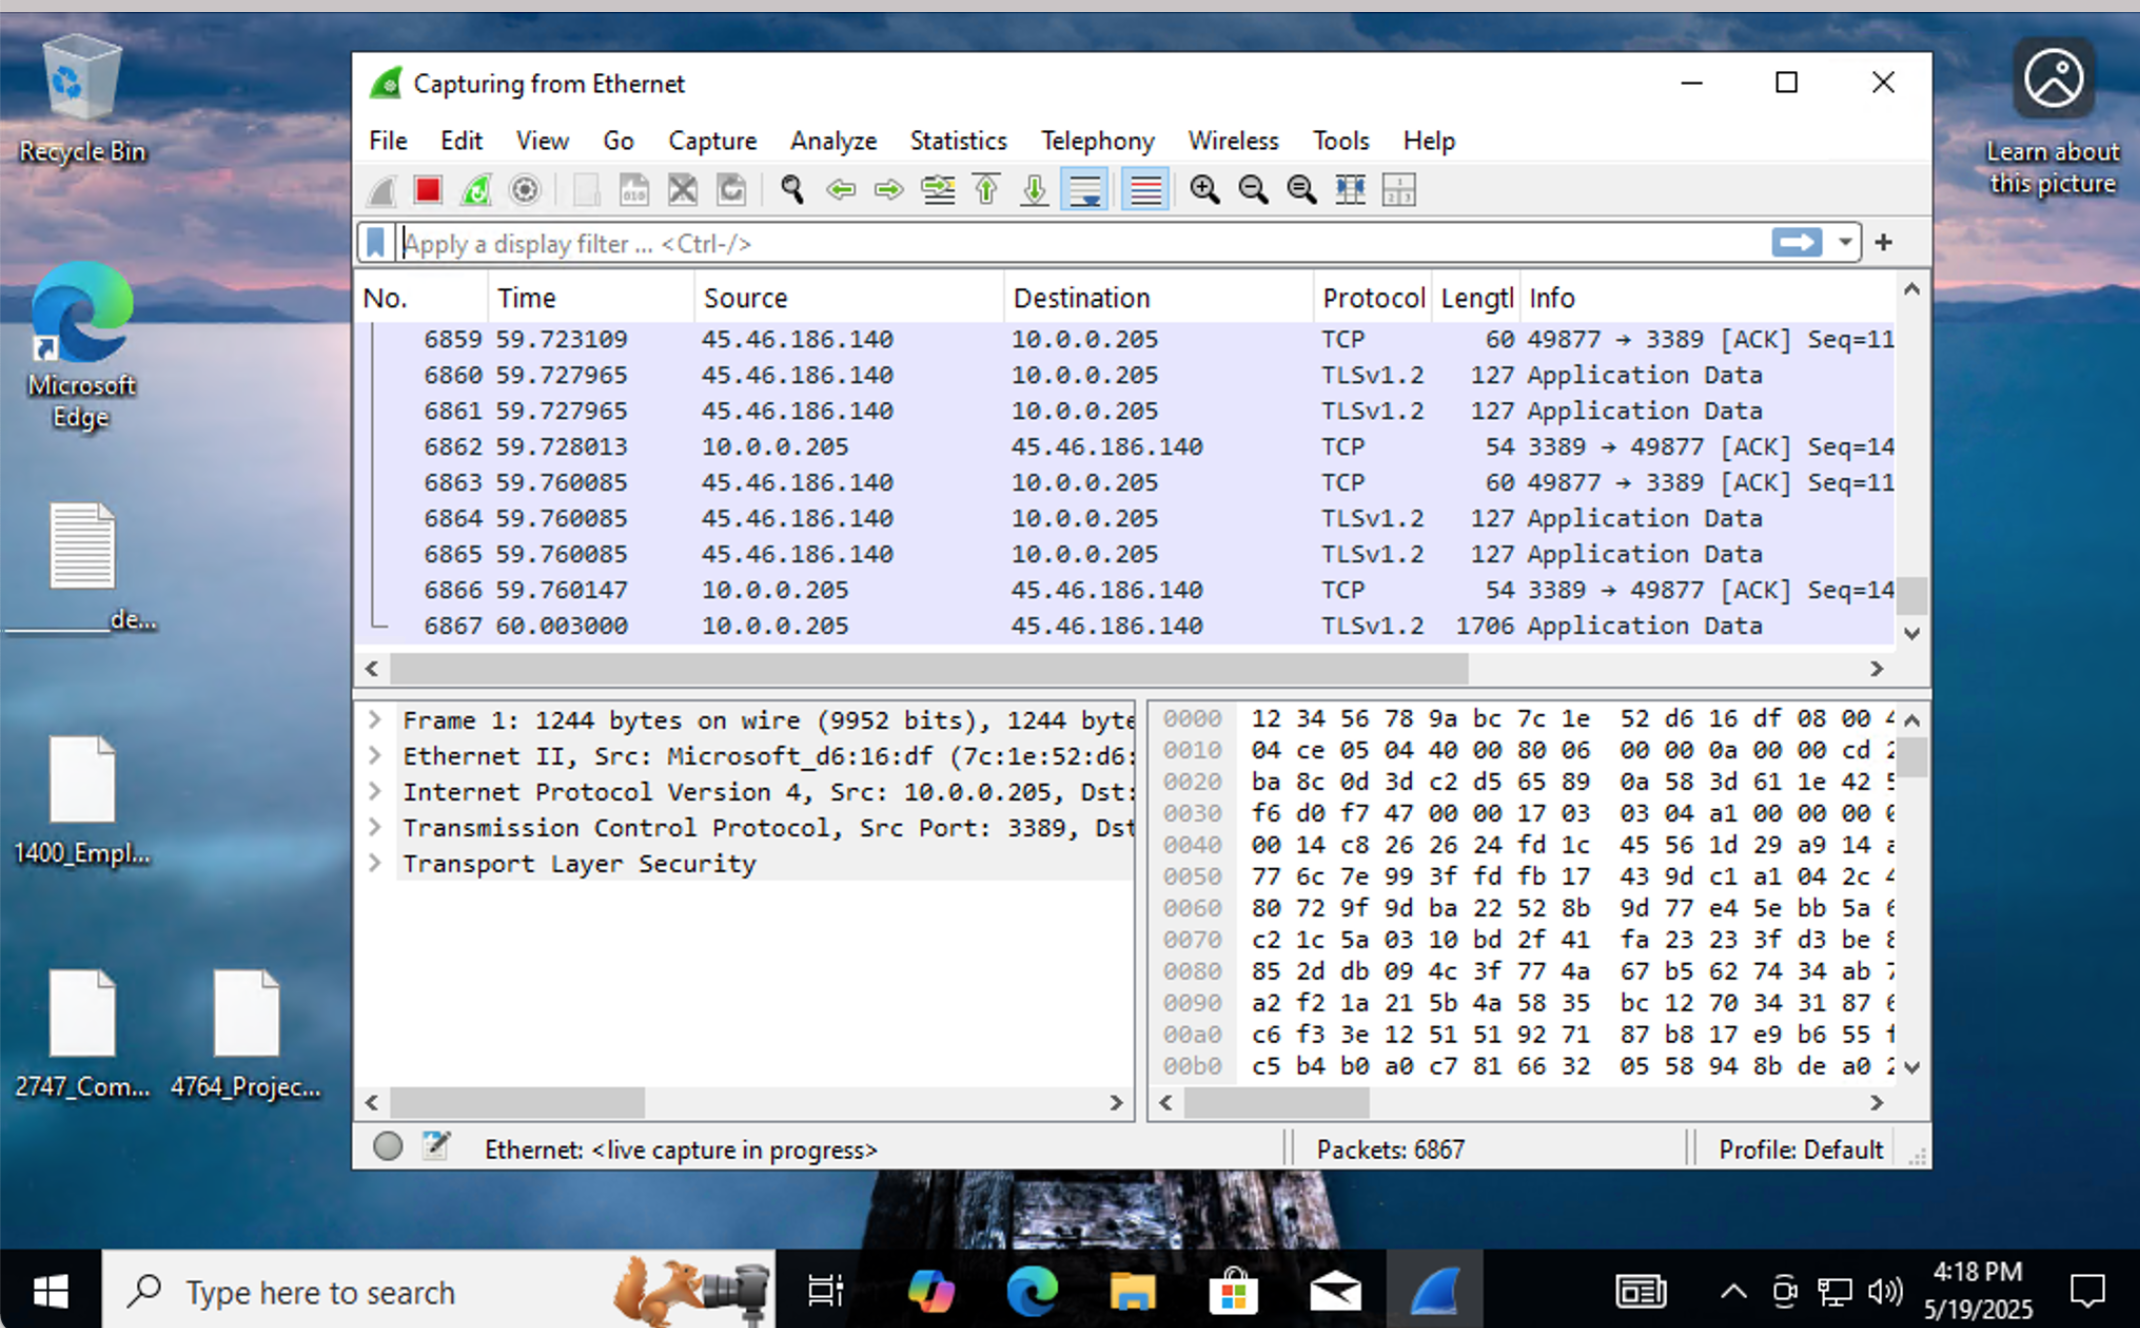 Recycle Bin
Microsoft
Edge
________de...
1400_Empl...
2747_Com...
4764_Projec...
Learn about
this picture
Capturing from Ethernet
File Edit View Go Capture Analyze Statistics Telephony Wireless Tools Help
Apply a display filter ... <Ctrl-/>
No. Time Source Destination Protocol Lengtl Info
6859 59.723109 45.46.186.140 10.0.0.205 TCP 60 49877 → 3389 [ACK] Seq=11
6860 59.727965 45.46.186.140 10.0.0.205 TLSv1.2 127 Application Data
6861 59.727965 45.46.186.140 10.0.0.205 TLSv1.2 127 Application Data
6862 59.728013 10.0.0.205 45.46.186.140 TCP 54 3389 → 49877 [ACK] Seq=14
6863 59.760085 45.46.186.140 10.0.0.205 TCP 60 49877 → 3389 [ACK] Seq=11
6864 59.760085 45.46.186.140 10.0.0.205 TLSv1.2 127 Application Data
6865 59.760085 45.46.186.140 10.0.0.205 TLSv1.2 127 Application Data
6866 59.760147 10.0.0.205 45.46.186.140 TCP 54 3389 → 49877 [ACK] Seq=14
6867 60.003000 10.0.0.205 45.46.186.140 TLSv1.2 1706 Application Data
Frame 1: 1244 bytes on wire (9952 bits), 1244 byte
Ethernet II, Src: Microsoft_d6:16:df (7c:1e:52:d6:
Internet Protocol Version 4, Src: 10.0.0.205, Dst:
Transmission Control Protocol, Src Port: 3389, Dst
Transport Layer Security
0000 12 34 56 78 9a bc 7c 1e 52 d6 16 df 08 00
0010 04 ce 05 04 40 00 80 06 00 00 0a 00 00 cd
0020 ba 8c 0d 3d c2 d5 65 89 0a 58 3d 61 1e 42
0030 f6 d0 f7 47 00 00 17 03 03 04 a1 00 00 00
0040 00 14 c8 26 26 24 fd 1c 45 56 1d 29 a9 14
0050 77 6c 7e 99 3f fd fb 17 43 9d c1 a1 04 2c
0060 80 72 9f 9d ba 22 52 8b 9d 77 e4 5e bb 5a
0070 c2 1c 5a 03 10 bd 2f 41 fa 23 23 3f d3 be
0080 85 2d db 09 4c 3f 77 4a 67 b5 62 74 34 ab
0090 a2 f2 1a 21 5b 4a 58 35 bc 12 70 34 31 87
00a0 c6 f3 3e 12 51 51 92 71 87 b8 17 e9 b6 55
00b0 c5 b4 b0 a0 c7 81 66 32 05 58 94 8b de a0
Ethernet: <live capture in progress>
Packets: 6867
Profile: Default
Type here to search
4:18 PM
5/19/2025